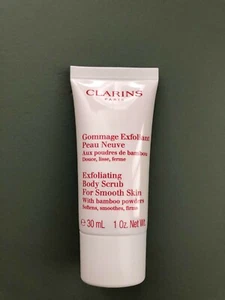 CLARINS
PARIS
Gommage Exfoliant
Peau Neuve
Aux poudres de bambou
Douce, lisse, ferme
Exfoliating
Body Scrub
For Smooth Skin
With bamboo powders
Softens, smoothes, firms
e 30 mL 1 Oz. Net Wt.